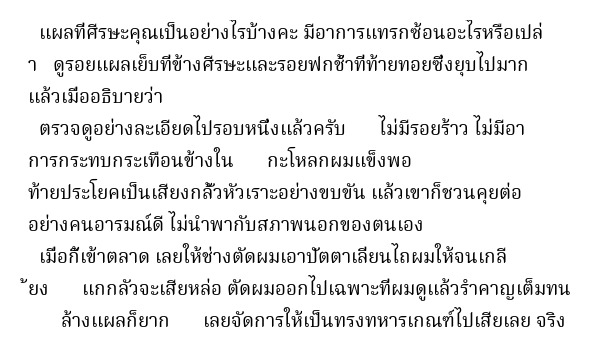 แผลที่ศีรษะคุณเป็นอย่างไรบ้างคะ มีอาการแทรกซ้อนอะไรหรือเปล่
า ดูรอยแผลเย็บที่ข้างศีรษะและรอยฟกช้ำที่ท้ายทอยซึ่งยุบไปมาก
แล้วเมื่ออธิบายว่า
ตรวจดูอย่างละเอียดไปรอบหนึ่งแล้วครับ ไม่มีรอยร้าว ไม่มีอา
การกระทบกระเทือนข้างใน กะโหลกผมแข็งพอ
ท้ายประโยคเป็นเสียงกลั้วหัวเราะอย่างขบขัน แล้วเขาก็ชวนคุยต่อ
อย่างคนอารมณ์ดี ไม่นำพากับสภาพนอกของตนเอง
เมื่อกี้เข้าตลาด เลยให้ช่างตัดผมเอาปัตตาเลียนไถผมให้จนเกลี
้ยง แกกลัวจะเสียหล่อ ตัดผมออกไปเฉพาะที่ผมดูแล้วรำคาญเต็มทน
ล้างแผลก็ยาก เลยจัดการให้เป็นทรงทหารเกณฑ์ไปเสียเลย จริง